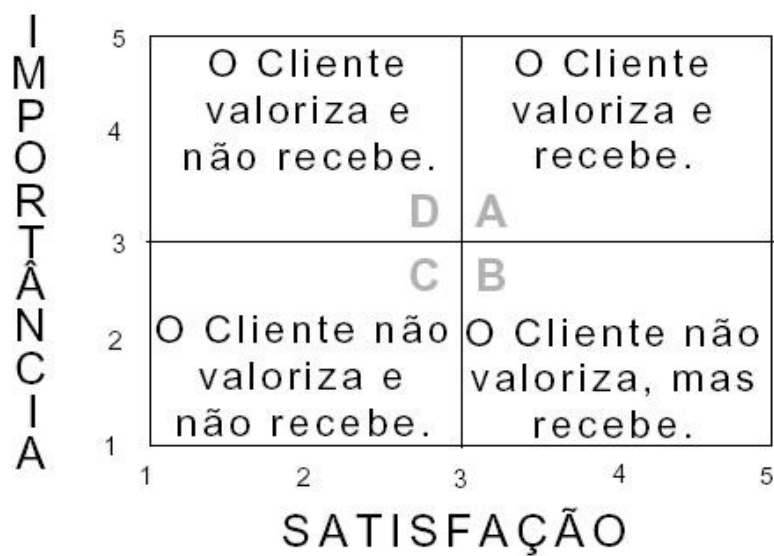 IMPORTÂNCIA
5
4
3
2
1
O Cliente
valoriza e
não recebe.
D
O Cliente
valoriza e
recebe.
A
C
O Cliente não
valoriza e
não recebe.
B
O Cliente não
valoriza, mas
recebe.
1 2 3 4 5
SATISFAÇÃO